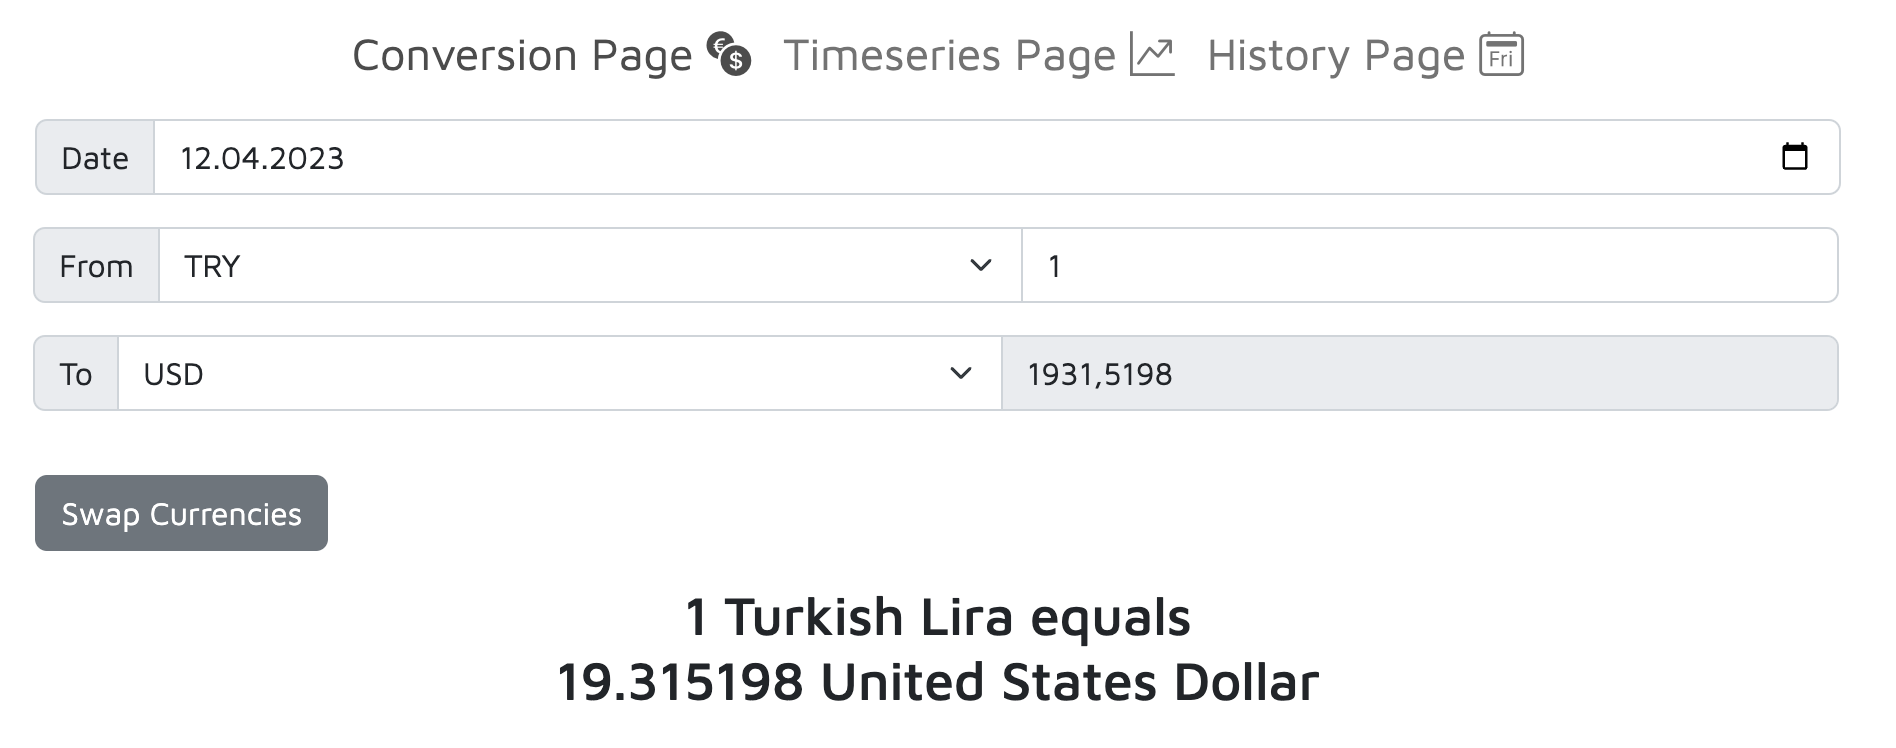 Conversion Page € $ Timeseries Page History Page Fri
Date 12.04.2023
From TRY 1
To USD 1931,5198
Swap Currencies
1 Turkish Lira equals
19.315198 United States Dollar